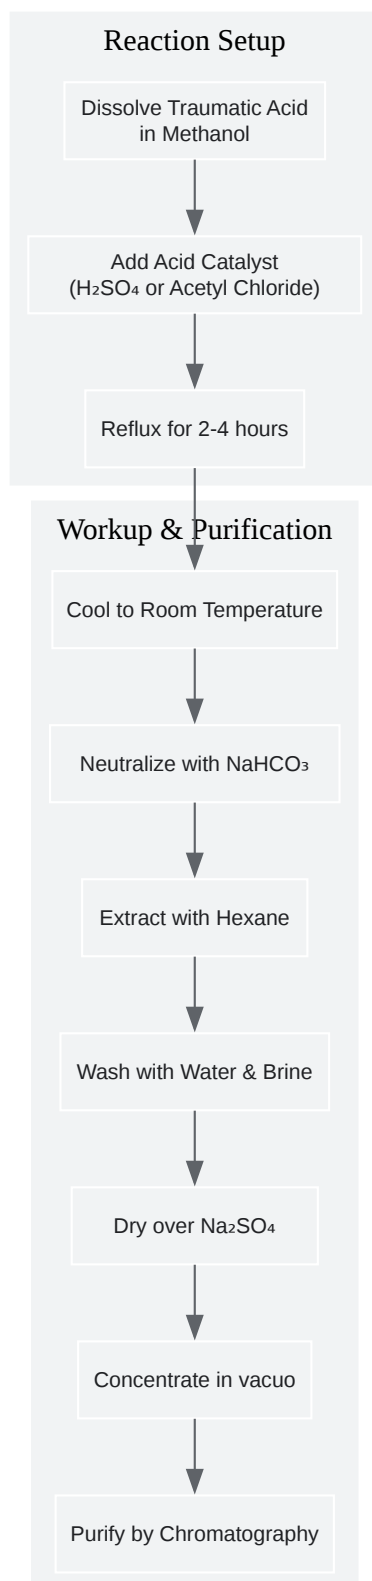 Reaction Setup
Dissolve Traumatic Acid
in Methanol
Add Acid Catalyst
(H₂SO₄ or Acetyl Chloride)
Reflux for 2-4 hours
Workup & Purification
Cool to Room Temperature
Neutralize with NaHCO₃
Extract with Hexane
Wash with Water & Brine
Dry over Na₂SO₄
Concentrate in vacuo
Purify by Chromatography